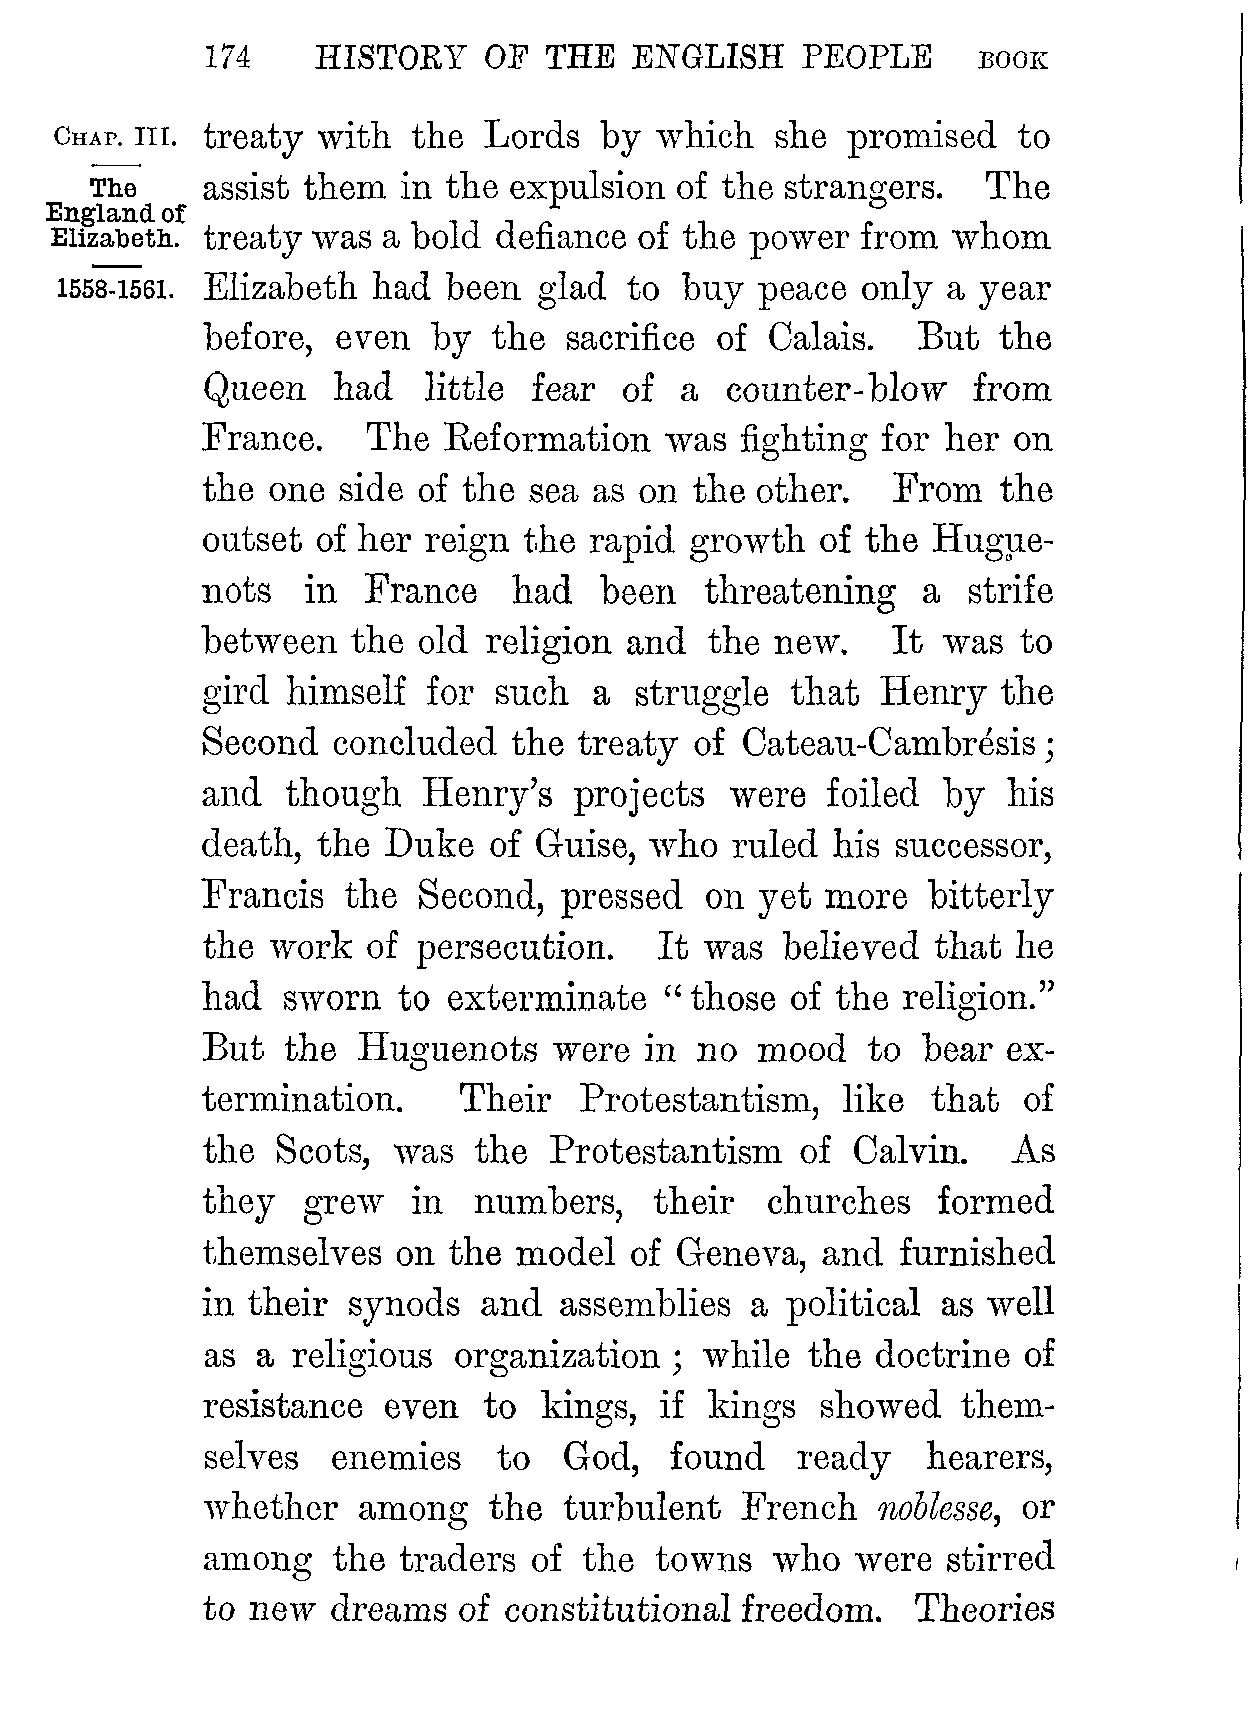 174 HISTORY OF THE ENGLISH PEOPLE BOOK
CHAP. III.
The
England of
Elizabeth.
1558-1561.
treaty with the Lords by which she promised to
assist them in the expulsion of the strangers. The
treaty was a bold defiance of the power from whom
Elizabeth had been glad to buy peace only a year
before, even by the sacrifice of Calais. But the
Queen had little fear of a counter-blow from
France. The Reformation was fighting for her on
the one side of the sea as on the other. From the
outset of her reign the rapid growth of the Hugue-
nots in France had been threatening a strife
between the old religion and the new. It was to
gird himself for such a struggle that Henry the
Second concluded the treaty of Cateau-Cambrésis ;
and though Henry's projects were foiled by his
death, the Duke of Guise, who ruled his successor,
Francis the Second, pressed on yet more bitterly
the work of persecution. It was believed that he
had sworn to exterminate “ those of the religion.”
But the Huguenots were in no mood to bear ex-
termination. Their Protestantism, like that of
the Scots, was the Protestantism of Calvin. As
they grew in numbers, their churches formed
themselves on the model of Geneva, and furnished
in their synods and assemblies a political as well
as a religious organization ; while the doctrine of
resistance even to kings, if kings showed them-
selves enemies to God, found ready hearers,
whether among the turbulent French noblesse, or
among the traders of the towns who were stirred
to new dreams of constitutional freedom. Theories